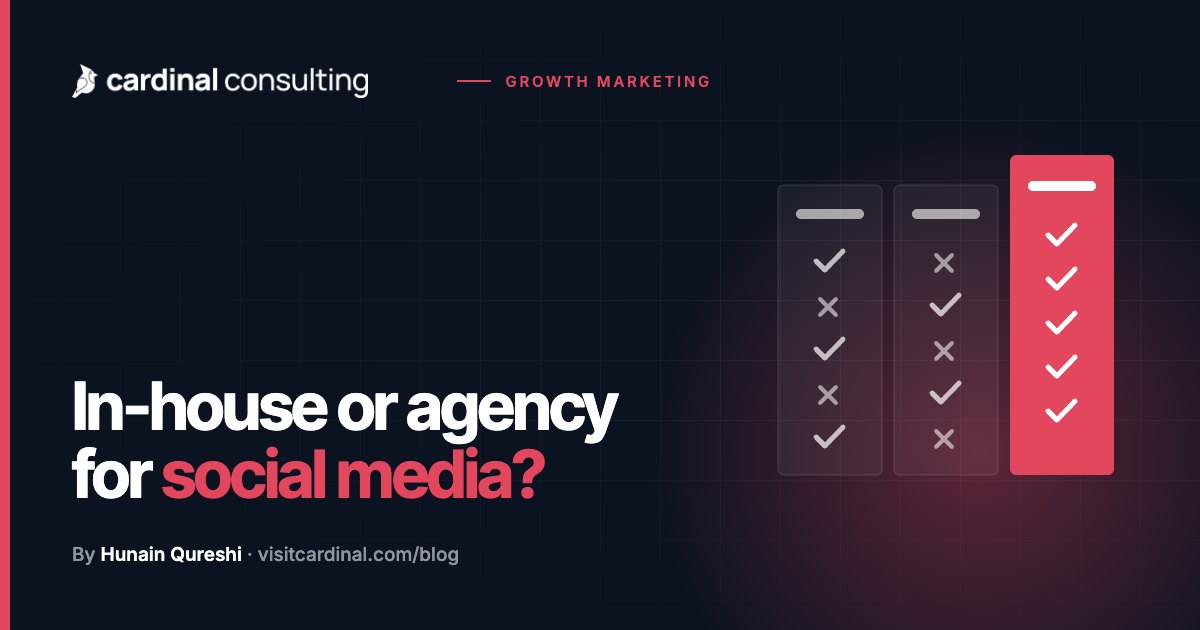 cardinal consulting
GROWTH MARKETING
In-house or agency
for social media?
By Hunain Qureshi · visitcardinal.com/blog